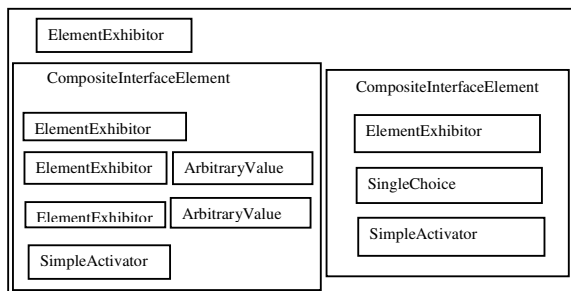 ElementExhibitor
CompositeInterfaceElement
ElementExhibitor
ElementExhibitor ArbitraryValue
ElementExhibitor ArbitraryValue
SimpleActivator
CompositeInterfaceElement
ElementExhibitor
SingleChoice
SimpleActivator